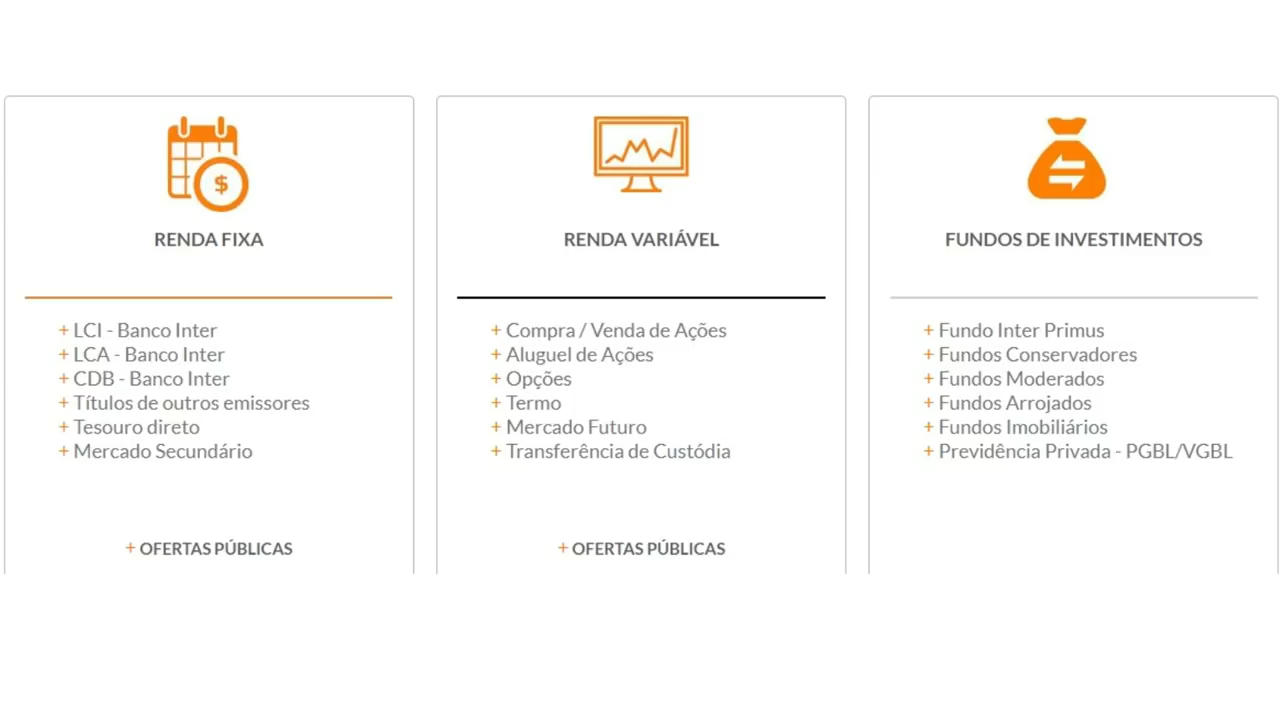 RENDA FIXA
+ LCI - Banco Inter
+ LCA - Banco Inter
+ CDB - Banco Inter
+ Títulos de outros emissores
+ Tesouro direto
+ Mercado Secundário
+ OFERTAS PÚBLICAS
RENDA VARIÁVEL
+ Compra / Venda de Ações
+ Aluguel de Ações
+ Opções
+ Termo
+ Mercado Futuro
+ Transferência de Custódia
+ OFERTAS PÚBLICAS
FUNDOS DE INVESTIMENTOS
+ Fundo Inter Primus
+ Fundos Conservadores
+ Fundos Moderados
+ Fundos Arrojados
+ Fundos Imobiliários
+ Previdência Privada - PGBL/VGBL